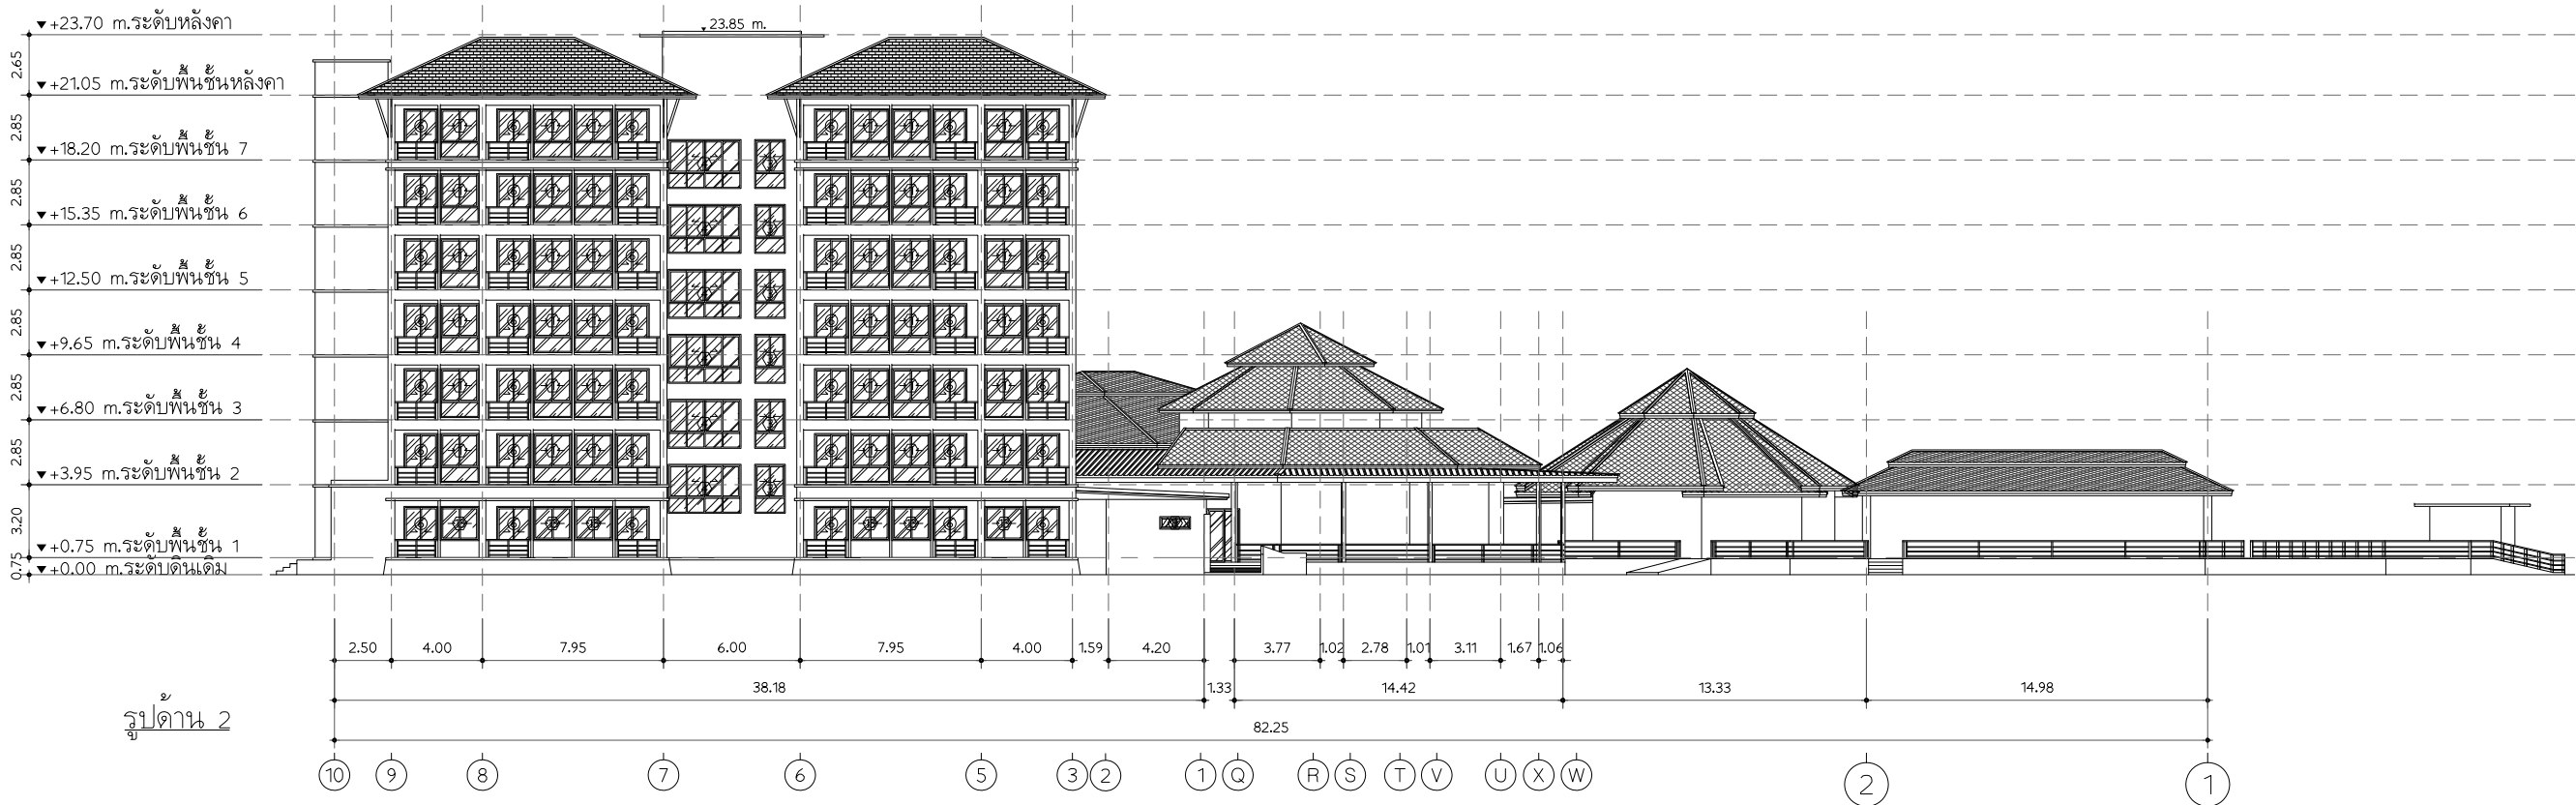 +23.70 m.ระดับหลังคา
23.85 m.
2.65
+21.05 m.ระดับพื้นชั้นหลังคา
2.85
+18.20 m.ระดับพื้นชั้น 7
2.85
+15.35 m.ระดับพื้นชั้น 6
2.85
+12.50 m.ระดับพื้นชั้น 5
2.85
+9.65 m.ระดับพื้นชั้น 4
2.85
+6.80 m.ระดับพื้นชั้น 3
2.85
+3.95 m.ระดับพื้นชั้น 2
3.20
+0.75 m.ระดับพื้นชั้น 1
0.75
+0.00 m.ระดับดินเดิม
2.50 4.00 7.95 6.00 7.95 4.00 1.59 4.20 3.77 1.02 2.78 1.01 3.11 1.67 1.06
38.18 1.33 14.42 13.33 14.98
รูปด้าน 2
82.25
10 9 8 7 6 5 3 2 1 Q R S T V U X W 2 1